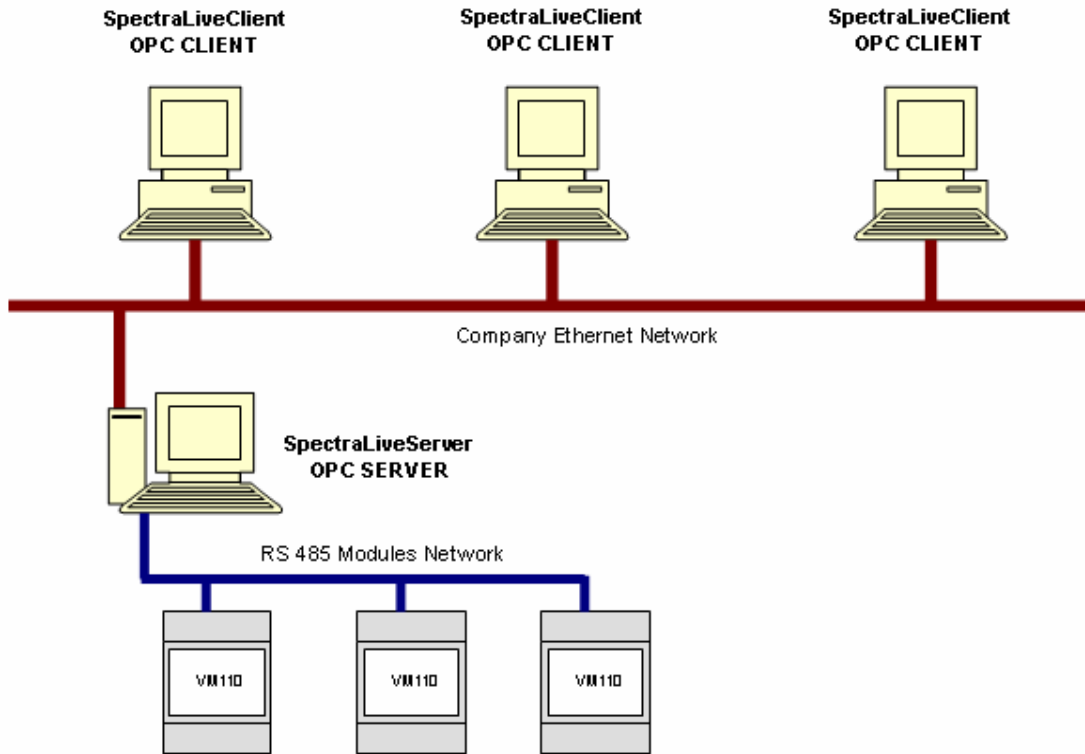 SpectraLiveClient
OPC CLIENT
SpectraLiveClient
OPC CLIENT
SpectraLiveClient
OPC CLIENT
Company Ethernet Network
SpectraLiveServer
OPC SERVER
RS 485 Modules Network
VM110
VM110
VM110